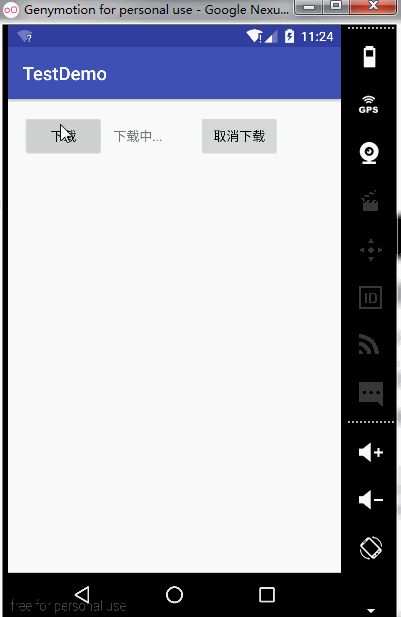 Genymotion for personal use - Google Nexu...
11:24
TestDemo
下载 下载中... 取消下载
GPS
ID
free for personal use